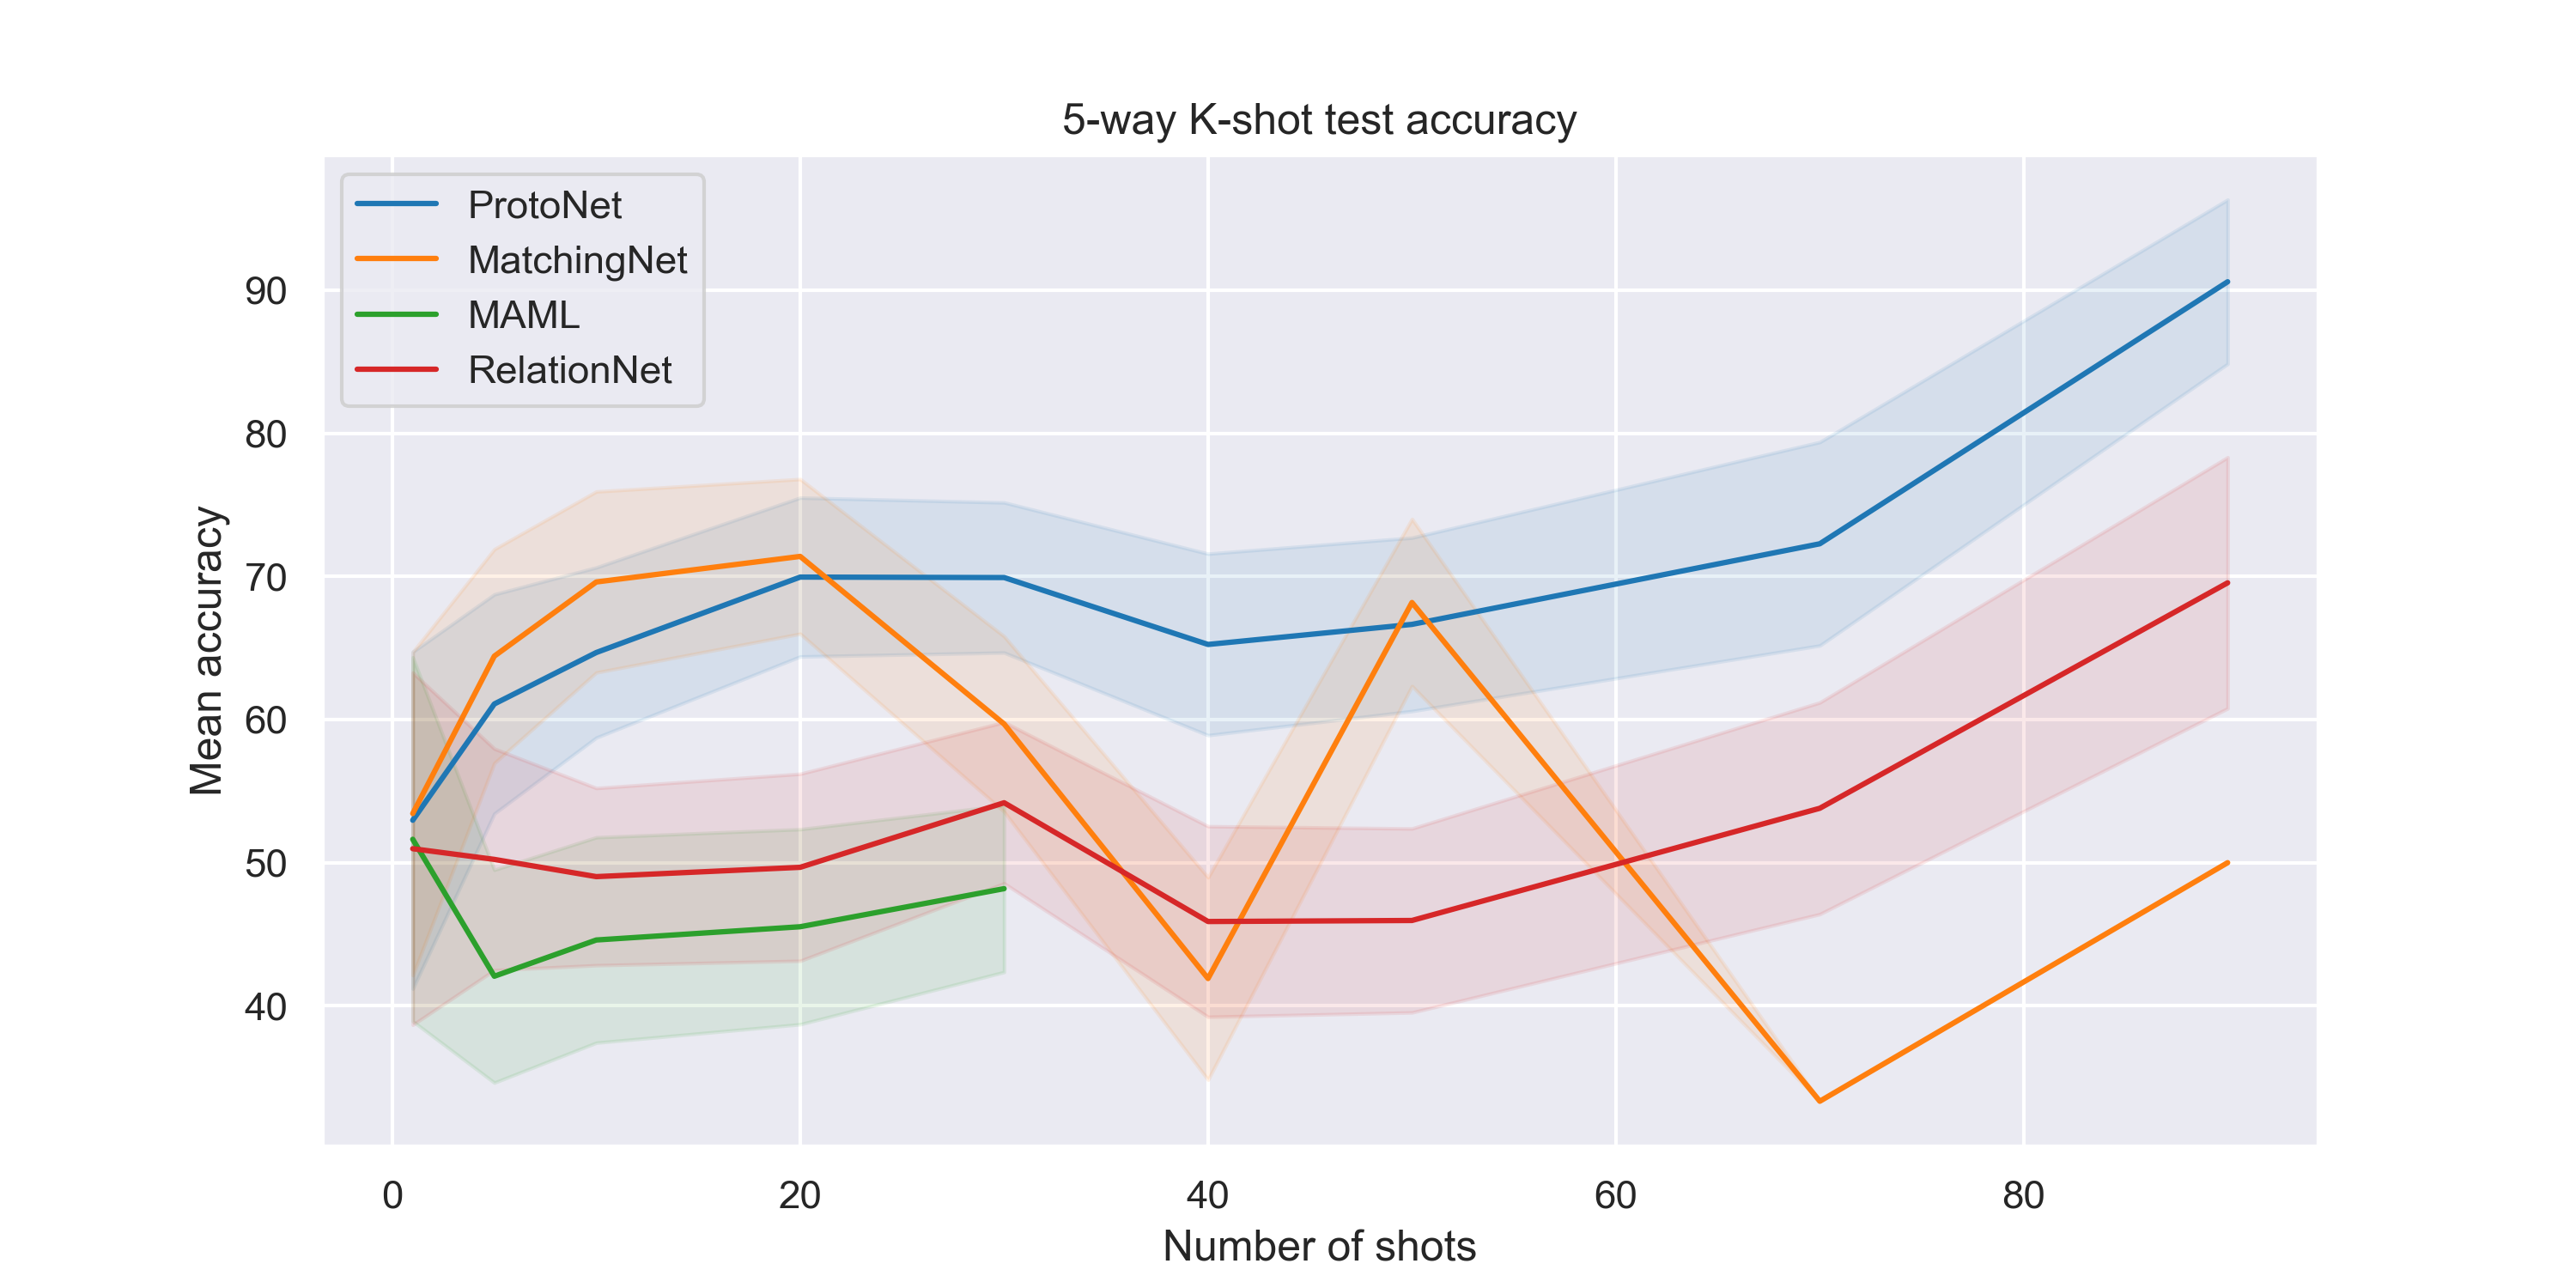 5-way K-shot test accuracy
ProtoNet
MatchingNet
MAML
RelationNet
90
80
70
60
50
40
Mean accuracy
0 20 40 60 80
Number of shots